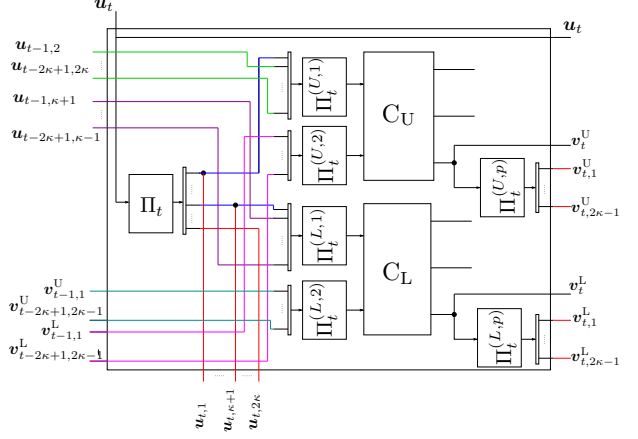 u_t
u_t
u_{t-1,2}
u_{t-2κ+1,2κ}
u_{t-1,κ+1}
u_{t-2κ+1,κ-1}
Π_t^{(U,1)}
C_U
Π_t^{(U,2)}
v_t^U
Π_t^{(U,p)}
v_{t,1}^U
v_{t,2κ-1}^U
Π_t
Π_t^{(L,1)}
C_L
Π_t^{(L,2)}
v_t^L
Π_t^{(L,p)}
v_{t,1}^L
v_{t,2κ-1}^L
v_{t-1,1}^U
v_{t-2κ+1,2κ-1}^U
v_{t-1,1}^L
v_{t-2κ+1,2κ-1}^L
u_{t,1}
u_{t,κ+1}
u_{t,2κ}